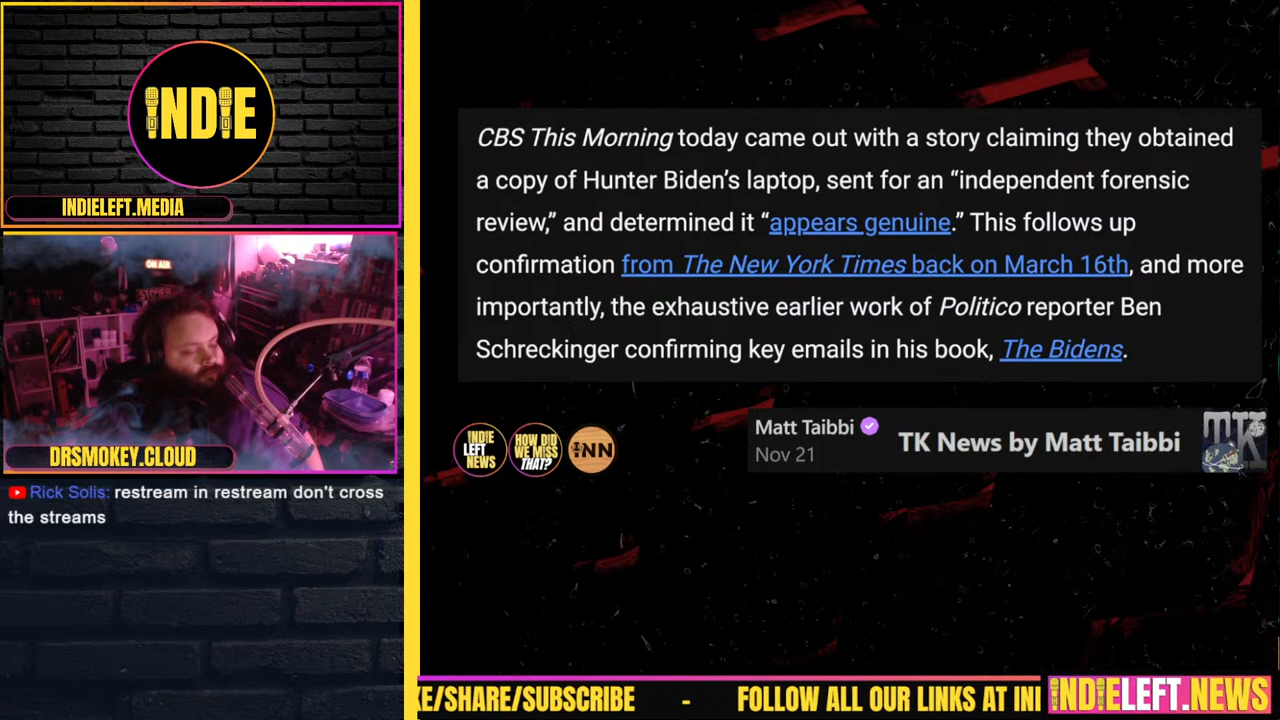 INDIE
INDIELEFT.MEDIA
ON AIR
STONER
DRSMOKEY.CLOUD
Rick Solis: restream in restream don't cross
the streams
CBS This Morning today came out with a story claiming they obtained
a copy of Hunter Biden’s laptop, sent for an “independent forensic
review,” and determined it “appears genuine.” This follows up
confirmation from The New York Times back on March 16th, and more
importantly, the exhaustive earlier work of Politico reporter Ben
Schreckinger confirming key emails in his book, The Bidens.
INDIE
LEFT
NEWS
HOW DID
WE MISS
THAT?
INN
Matt Taibbi
Nov 21
TK News by Matt Taibbi
TK
KE/SHARE/SUBSCRIBE - FOLLOW ALL OUR LINKS AT INI
INDIELEFT.NEWS